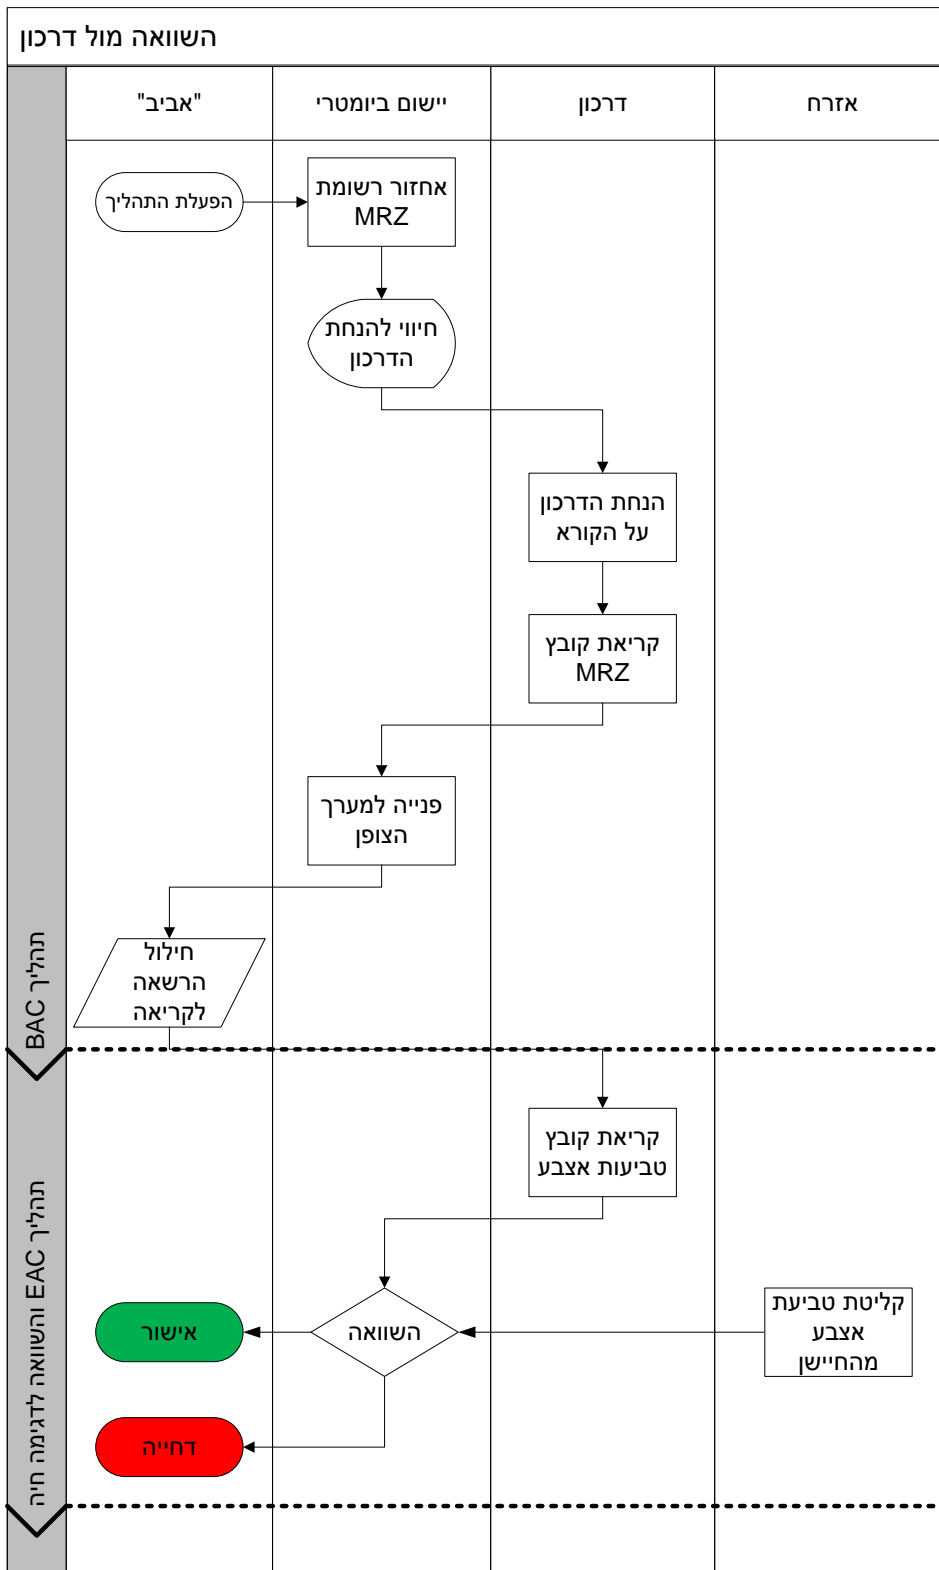 השוואה מול דרכון
אזרח
דרכון
יישום ביומטרי
"אביב"
הפעלת התהליך
אחזור רשומת
MRZ
חיווי להנחת
הדרכון
הנחת הדרכון
על הקורא
קריאת קובץ
MRZ
פנייה למערך
הצופן
חילול
הרשאה
לקריאה
תהליך BAC
קריאת קובץ
טביעות אצבע
קליטת טביעת
אצבע
מהחיישן
השוואה
אישור
דחייה
תהליך EAC והשוואה לדגימה חיה